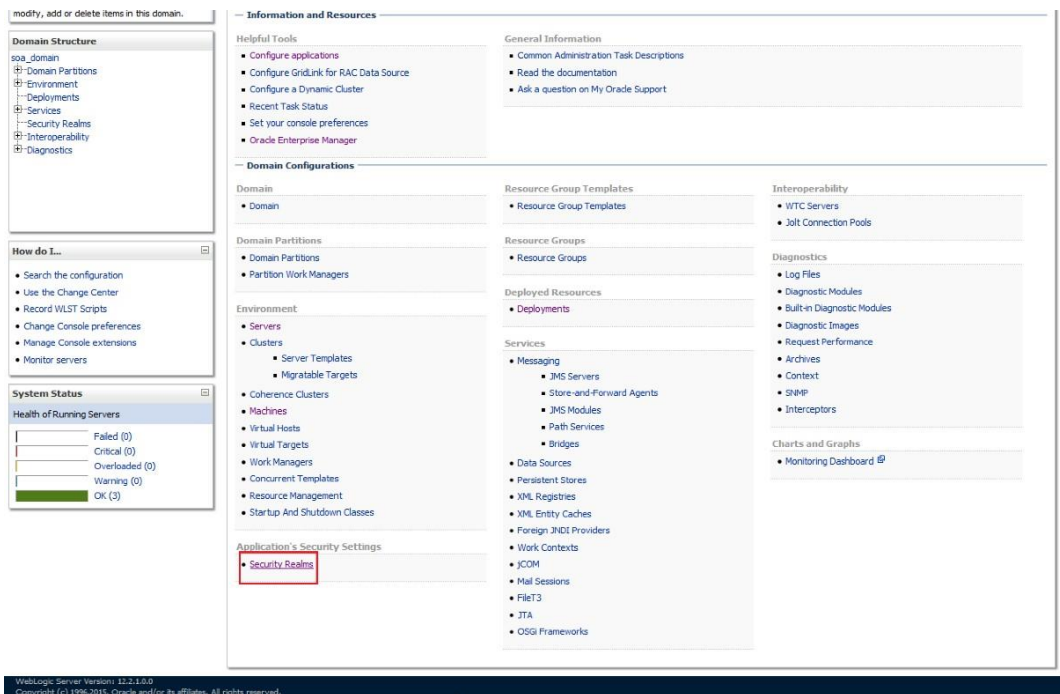 modify, add or delete items in this domain.
Domain Structure
soa_domain
Domain Partitions
Environment
Deployments
Services
Security Realms
Interoperability
Diagnostics
How do I...
Search the configuration
Use the Change Center
Record WLST Scripts
Change Console preferences
Manage Console extensions
Monitor servers
System Status
Health of Running Servers
Failed (0)
Critical (0)
Overloaded (0)
Warning (0)
OK (3)
Information and Resources
Helpful Tools
Configure applications
Configure GridLink for RAC Data Source
Configure a Dynamic Cluster
Recent Task Status
Set your console preferences
Oracle Enterprise Manager
General Information
Common Administration Task Descriptions
Read the documentation
Ask a question on My Oracle Support
Domain Configurations
Domain
Domain
Domain Partitions
Domain Partitions
Partition Work Managers
Environment
Servers
Clusters
Server Templates
Migratable Targets
Coherence Clusters
Machines
Virtual Hosts
Virtual Targets
Work Managers
Concurrent Templates
Resource Management
Startup And Shutdown Classes
Application's Security Settings
Security Realms
Resource Group Templates
Resource Group Templates
Resource Groups
Resource Groups
Deployed Resources
Deployments
Services
Messaging
JMS Servers
Store-and-Forward Agents
JMS Modules
Path Services
Bridges
Data Sources
Persistent Stores
XML Registries
XML Entity Caches
Foreign JNDI Providers
Work Contexts
jCOM
Mail Sessions
FileT3
JTA
OSGi Frameworks
Interoperability
WTC Servers
Jolt Connection Pools
Diagnostics
Log Files
Diagnostic Modules
Built-in Diagnostic Modules
Diagnostic Images
Request Performance
Archives
Context
SNMP
Interceptors
Charts and Graphs
Monitoring Dashboard
WebLogic Server Version: 12.2.1.0.0
Copyright (c) 1996,2015, Oracle and/or its affiliates. All rights reserved.